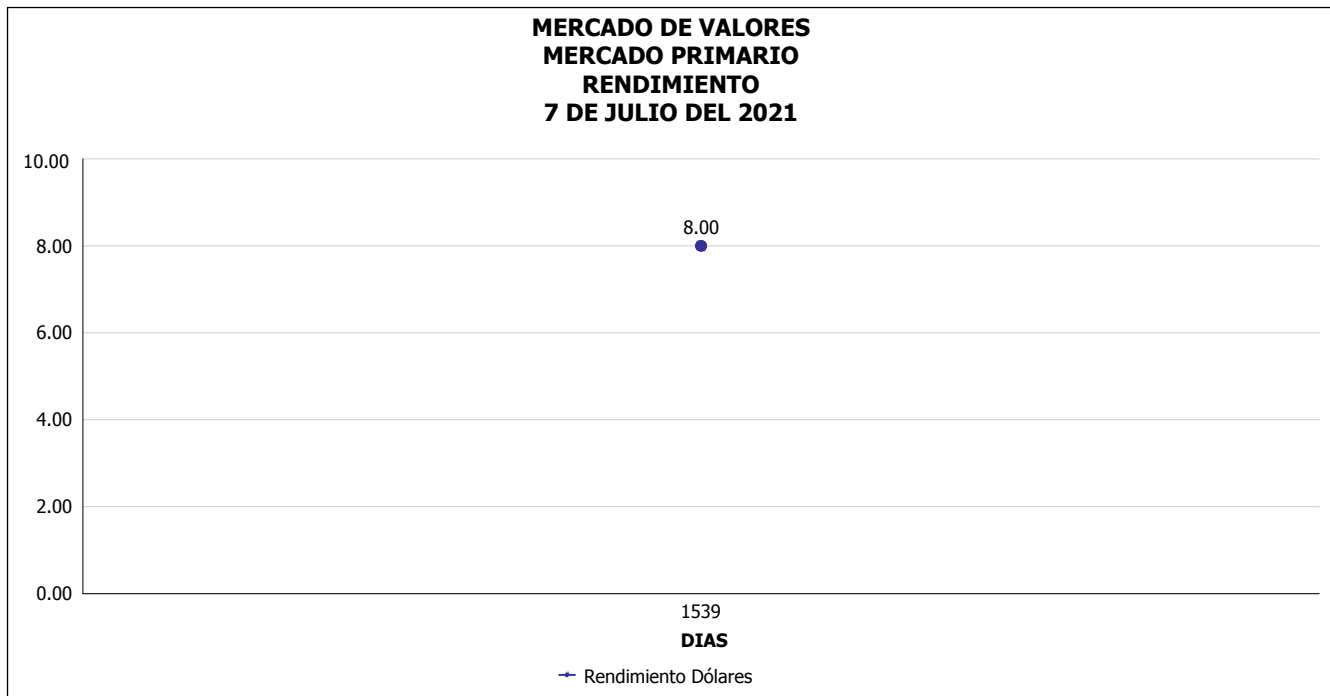 MERCADO DE VALORES
MERCADO PRIMARIO
RENDIMIENTO
7 DE JULIO DEL 2021
10.00
8.00
8.00
6.00
4.00
2.00
0.00
1539
DIAS
Rendimiento Dólares